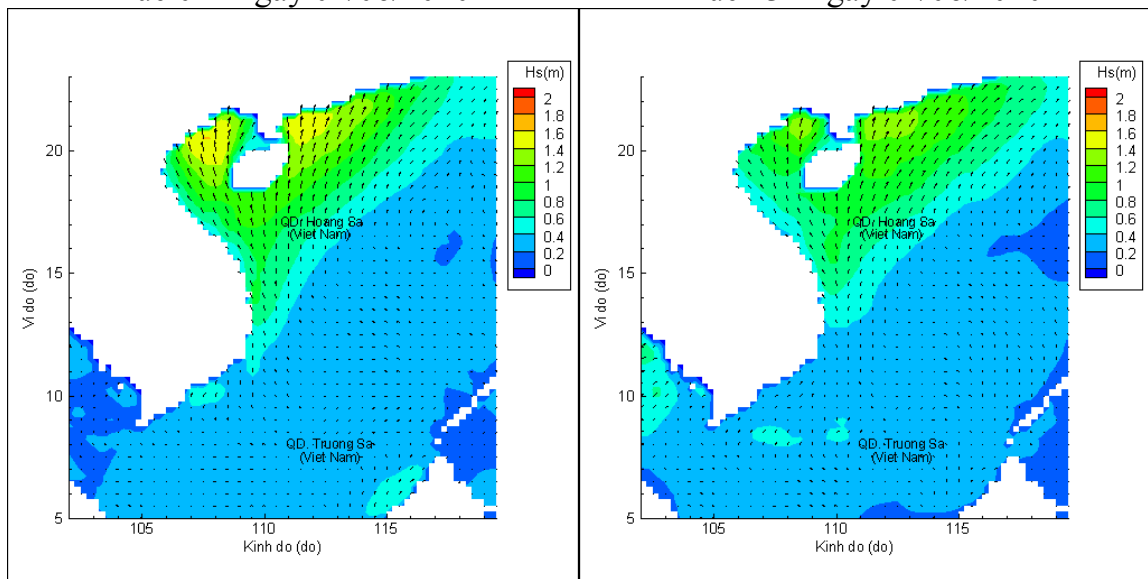 Hs(m)
2
1.8
1.6
1.4
1.2
1
0.8
0.6
0.4
0.2
0
20
15
10
5
Vi do (do)
QD. Hoang Sa
(Viet Nam)
QD. Truong Sa
(Viet Nam)
105
110
115
Kinh do (do)
Hs(m)
2
1.8
1.6
1.4
1.2
1
0.8
0.6
0.4
0.2
0
20
15
10
5
Vi do (do)
QD. Hoang Sa
(Viet Nam)
QD. Truong Sa
(Viet Nam)
105
110
115
Kinh do (do)